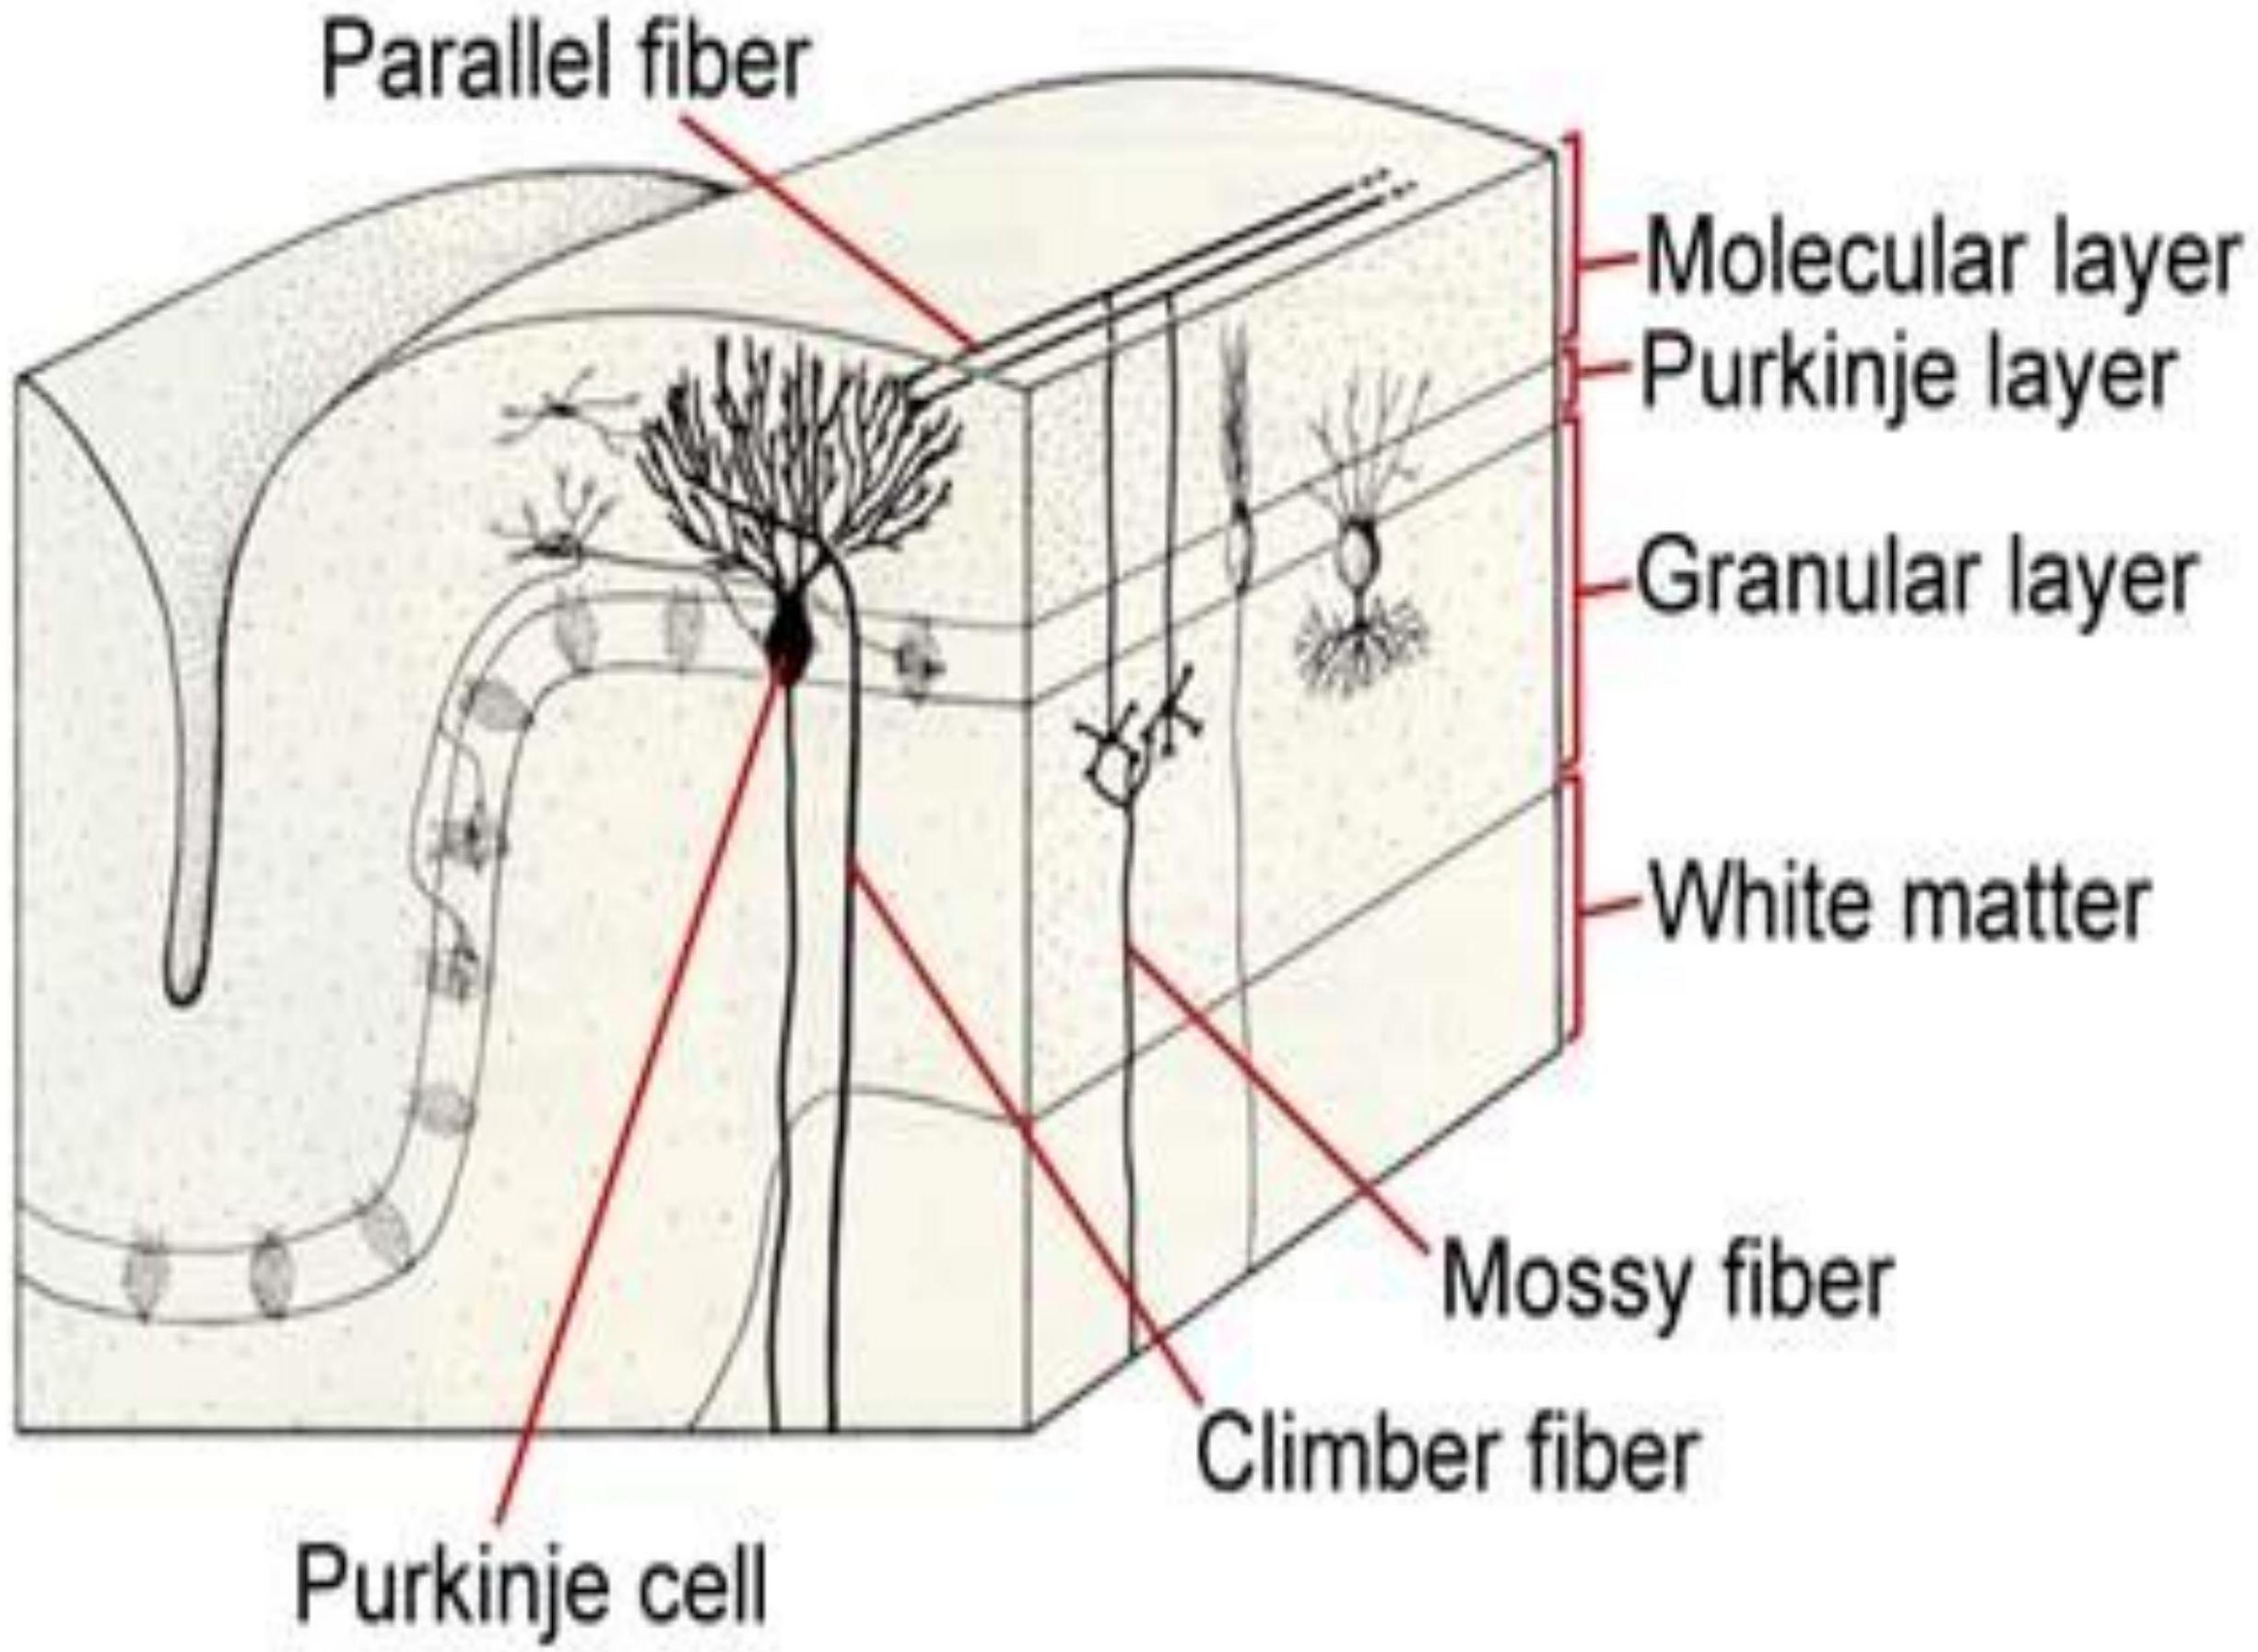 Parallel fiber
Molecular layer
Purkinje layer
Granular layer
White matter
Mossy fiber
Climber fiber
Purkinje cell